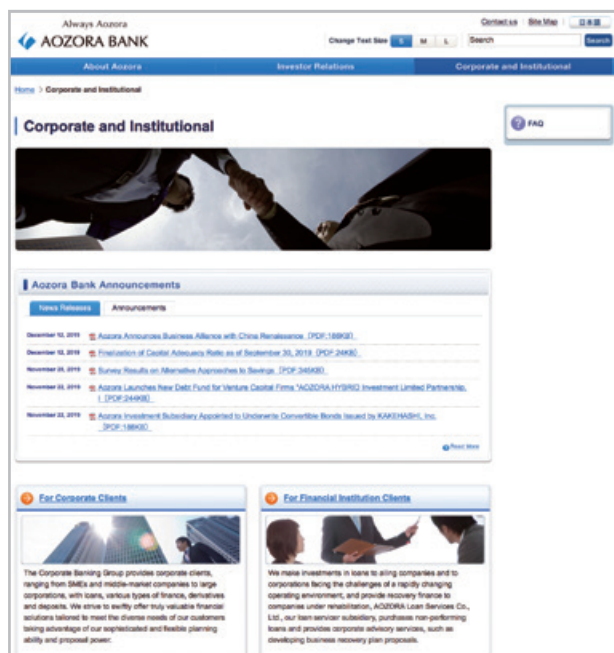 Always Aozora
AOZORA BANK
Contact us
Site Map
日本語
Change Text Size S M L
Search
Search
About Aozora
Investor Relations
Corporate and Institutional
Home > Corporate and Institutional
Corporate and Institutional
? FAQ
Aozora Bank Announcements
News Releases
Announcements
December 12, 2019 Aozora Announces Business Alliance with China Renaissance [PDF:188KB]
December 12, 2019 Finalization of Capital Adequacy Ratio as of September 30, 2019 [PDF:24KB]
November 25, 2019 Survey Results on Alternative Approaches to Savings [PDF:345KB]
November 22, 2019 Aozora Launches New Debt Fund for Venture Capital Firms "AOZORA HYBRID Investment Limited Partnership,
I [PDF:244KB]
November 22, 2019 Aozora Investment Subsidiary Appointed to Underwrite Convertible Bonds Issued by KAKEHASHI, Inc.
[PDF:188KB]
Read More
For Corporate Clients
The Corporate Banking Group provides corporate clients,
ranging from SMEs and middle-market companies to large
corporations, with loans, various types of finance, derivatives
and deposits. We strive to swiftly offer truly valuable financial
solutions tailored to meet the diverse needs of our customers
taking advantage of our sophisticated and flexible planning
ability and proposal power.
For Financial Institution Clients
We make investments in loans to ailing companies and to
corporations facing the challenges of a rapidly changing
operating environment, and provide recovery finance to
companies under rehabilitation, AOZORA Loan Services Co.,
Ltd., our loan servicer subsidiary, purchases non-performing
loans and provides corporate advisory services, such as
developing business recovery plan proposals.